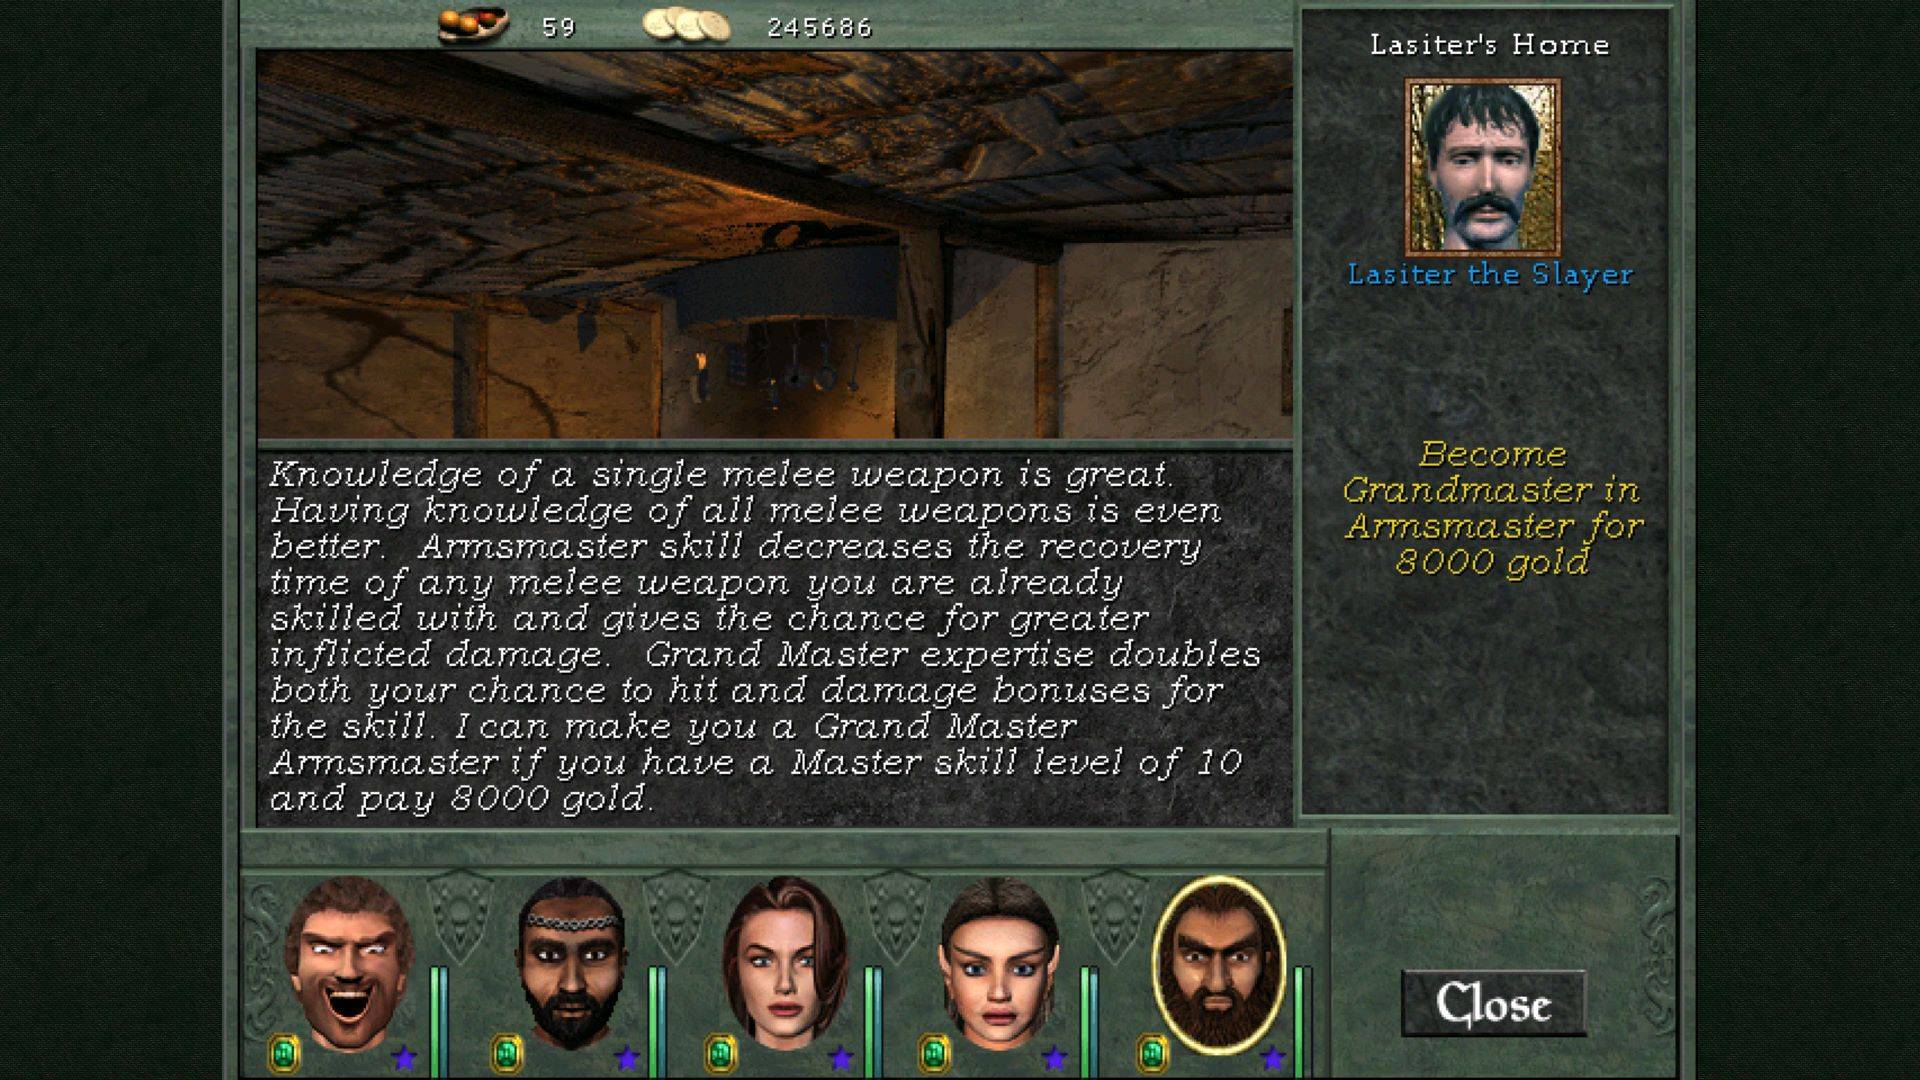 59
245686
Lasiter's Home
Lasiter the Slayer
Knowledge of a single melee weapon is great.
Having knowledge of all melee weapons is even
better.  Armsmaster skill decreases the recovery
time of any melee weapon you are already
skilled with and gives the chance for greater
inflicted damage.  Grand Master expertise doubles
both your chance to hit and damage bonuses for
the skill. I can make you a Grand Master
Armsmaster if you have a Master skill level of 10
and pay 8000 gold.
Become
Grandmaster in
Armsmaster for
8000 gold
Close